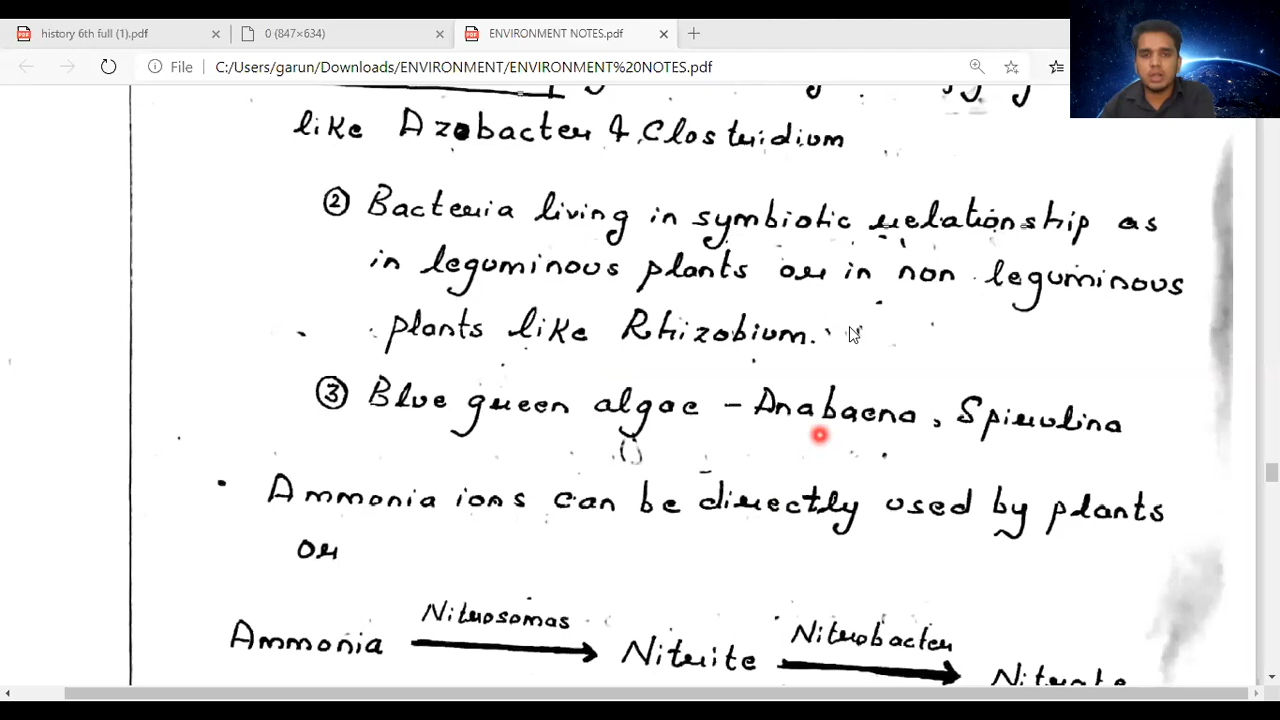 history 6th full (1).pdf
0 (847×634)
ENVIRONMENT NOTES.pdf
File
C:/Users/garun/Downloads/ENVIRONMENT/ENVIRONMENT%20NOTES.pdf
like Azobacter & Clostridium
② Bacteria living in symbiotic relationship as
in leguminous plants or in non leguminous
plants like Rhizobium.
③ Blue green algae - Anabaena, Spirulina
• Ammonia ions can be directly used by plants
or
Ammonia Nitrosomas Nitrite Nitrobacter Nitrate